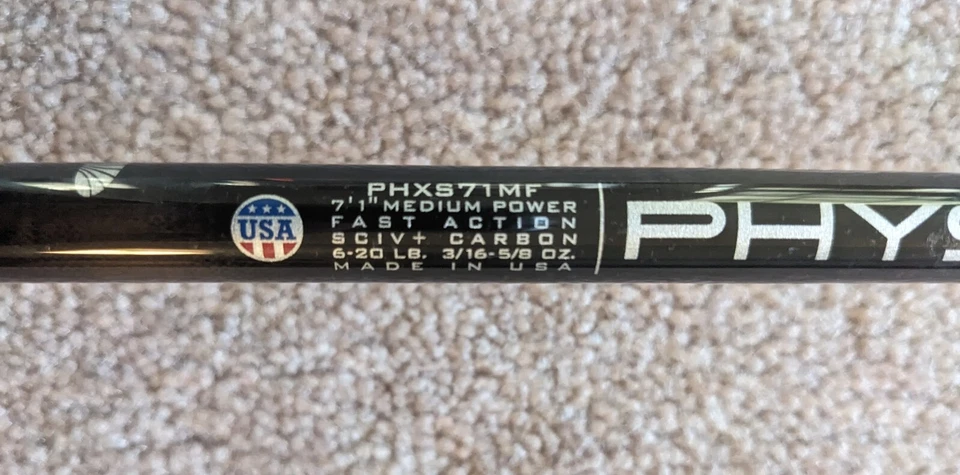 USA
PHXS71MF
7'1" MEDIUM POWER
FAST ACTION
SCIV+ CARBON
6-20 LB. 3/16-5/8 OZ.
MADE IN USA
PHYS